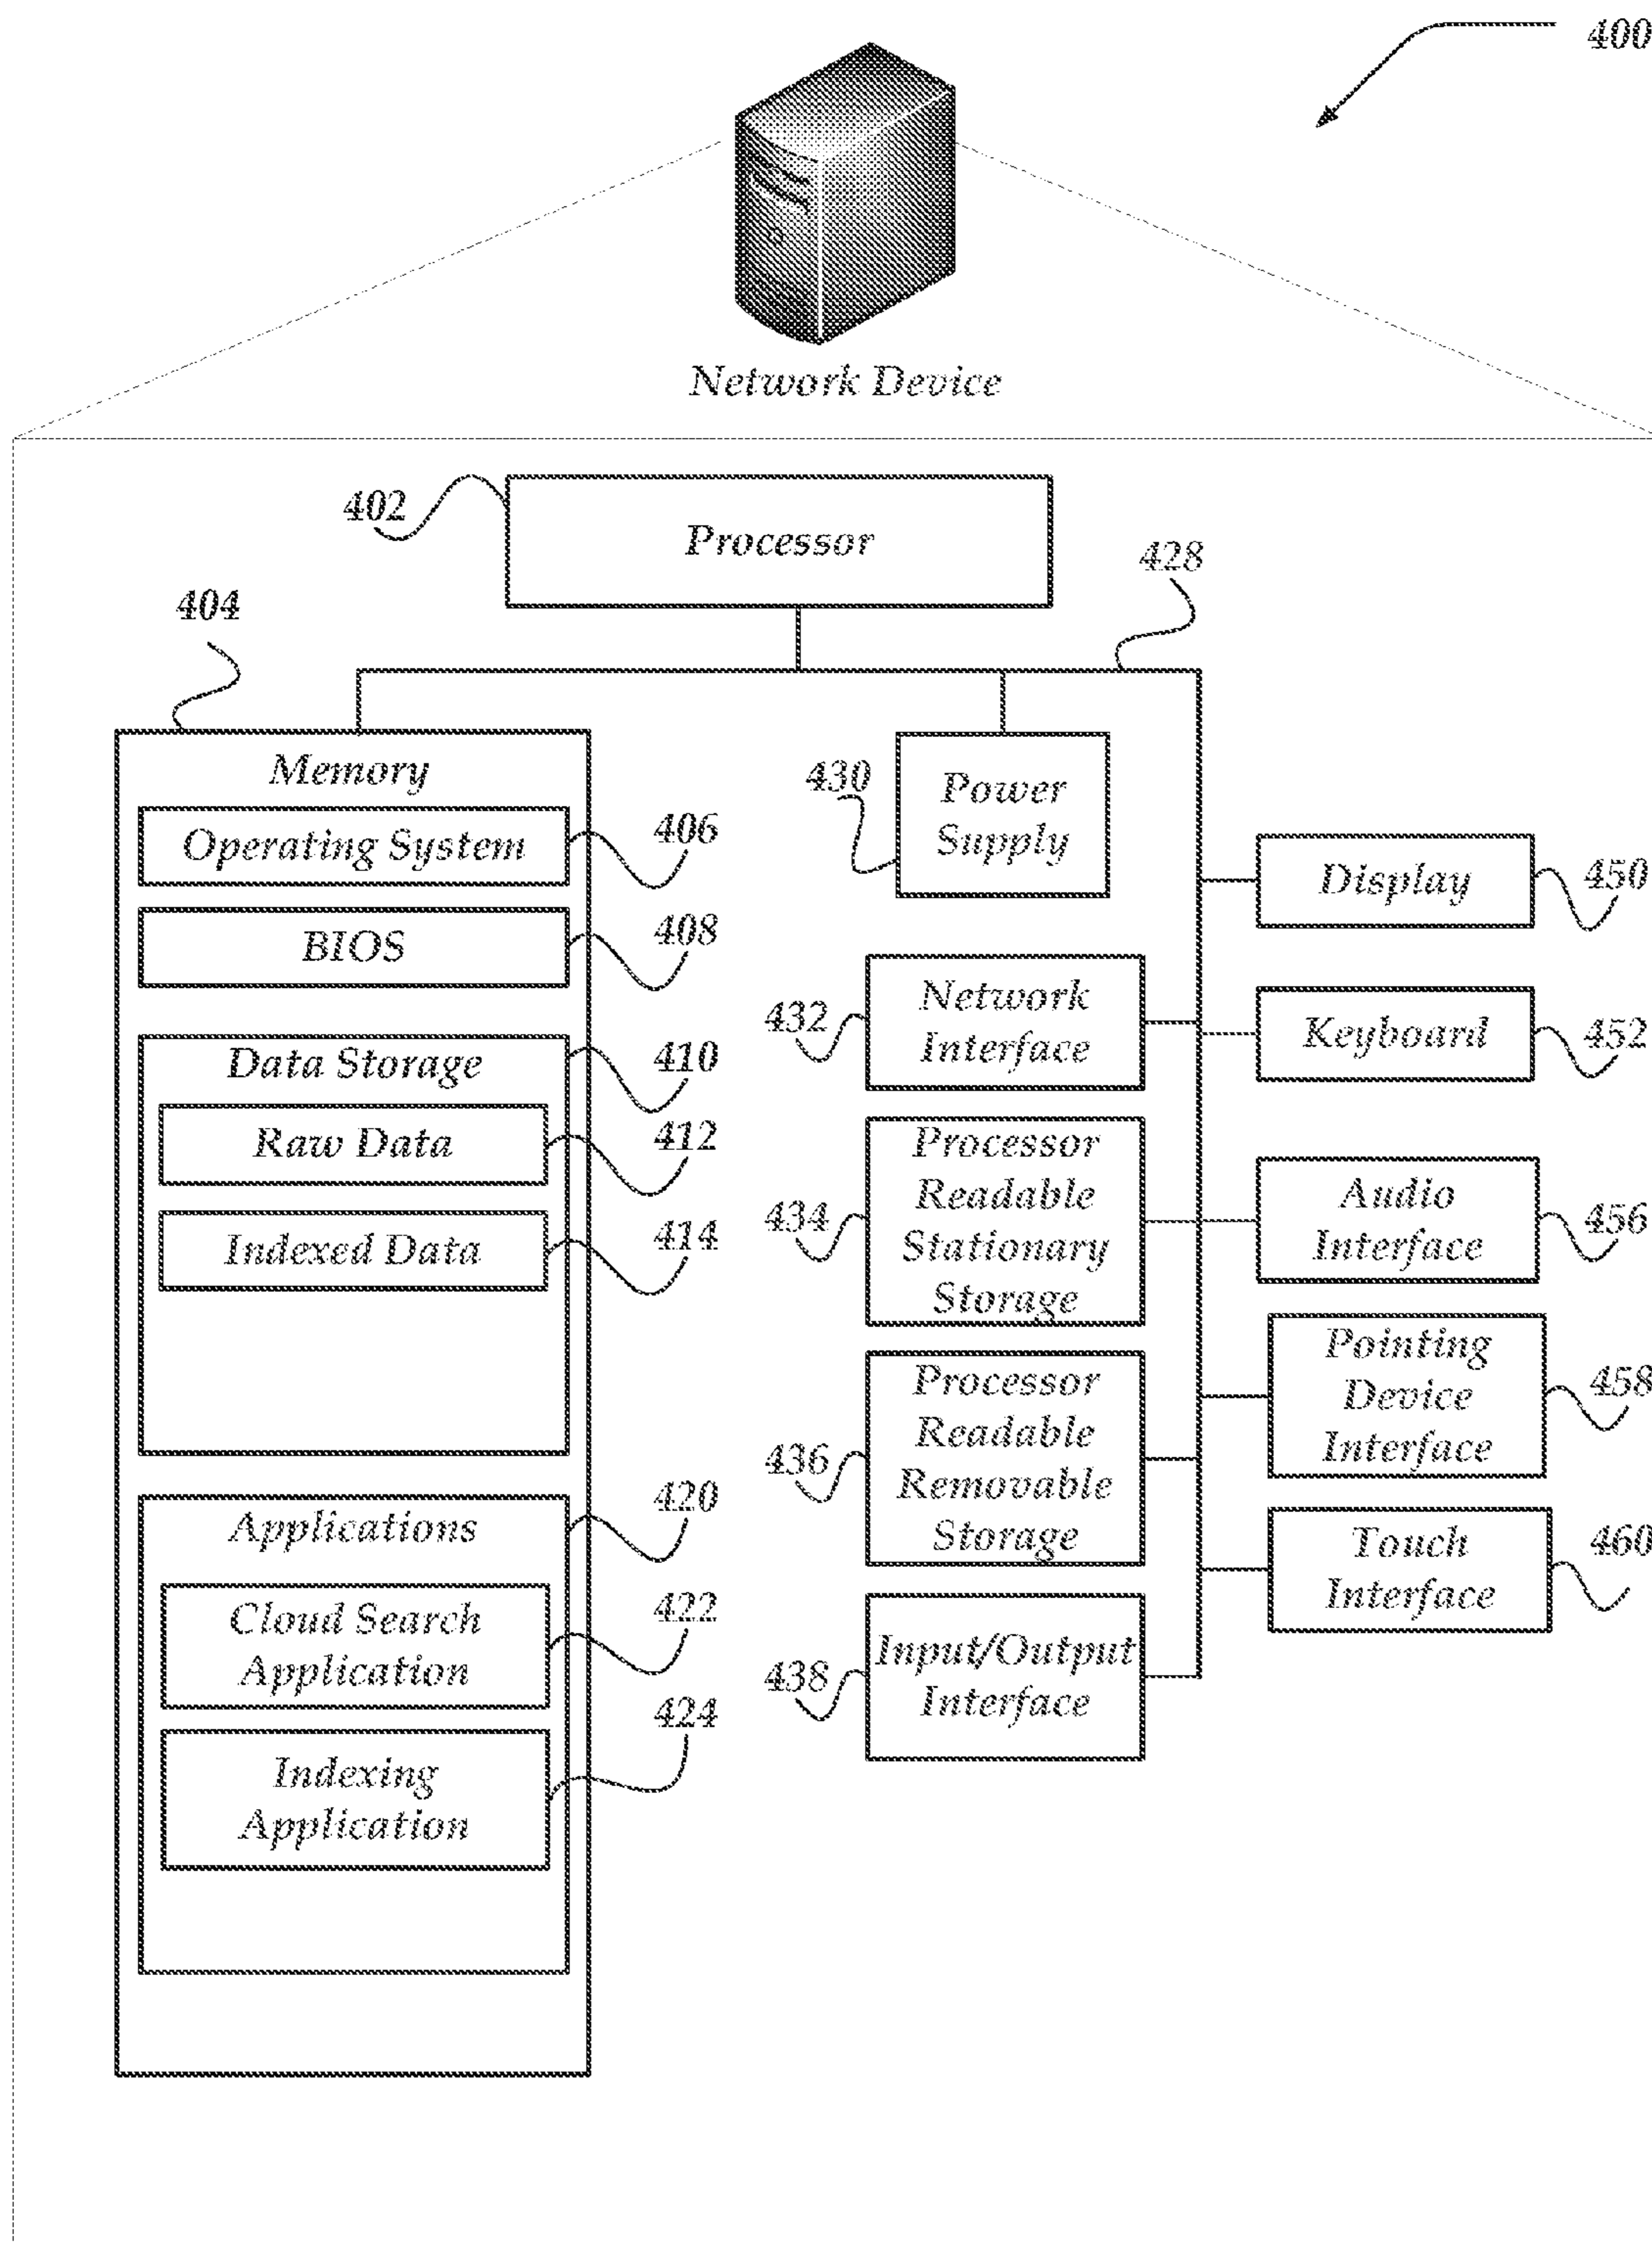 400
Network Device
402
Processor
428
404
Memory
Operating System
406
BIOS
408
Data Storage
410
Raw Data
412
Indexed Data
414
Applications
420
Cloud Search
Application
422
Indexing
Application
424
430
Power
Supply
432
Network
Interface
434
Processor
Readable
Stationary
Storage
436
Processor
Readable
Removable
Storage
438
Input/Output
Interface
Display
450
Keyboard
452
Audio
Interface
456
Pointing
Device
Interface
458
Touch
Interface
460